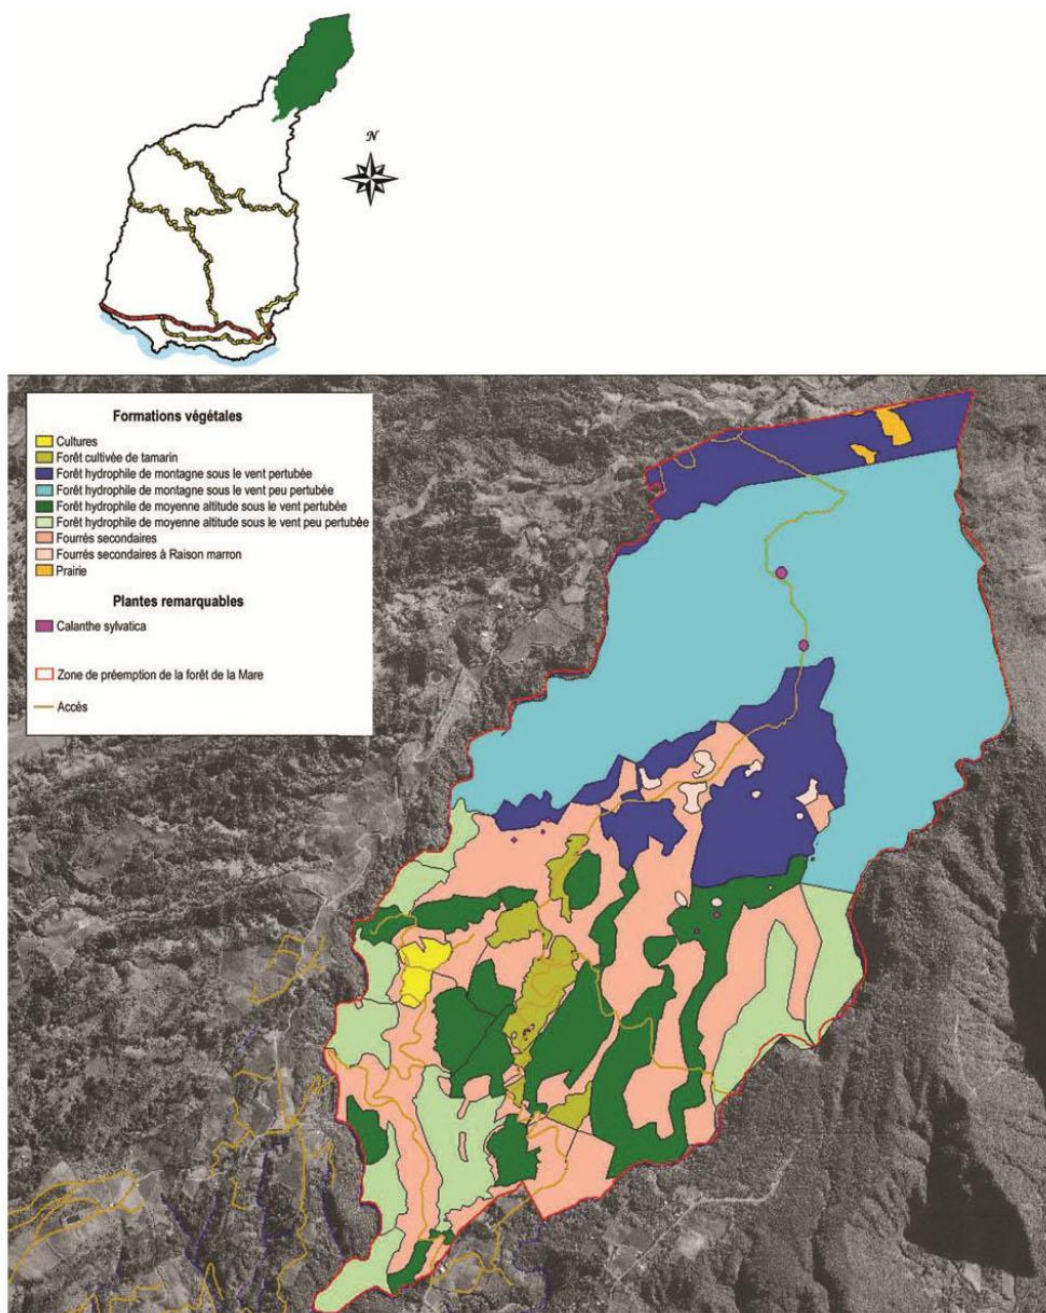 N
Formations végétales
Cultures
Forêt cultivée de tamarin
Forêt hydrophile de montagne sous le vent pertubée
Forêt hydrophile de montagne sous le vent peu pertubée
Forêt hydrophile de moyenne altitude sous le vent pertubée
Forêt hydrophile de moyenne altitude sous le vent peu pertubée
Fourrés secondaires
Fourrés secondaires à Raison marron
Prairie
Plantes remarquables
Calanthe sylvatica
Zone de préemption de la forêt de la Mare
Accès